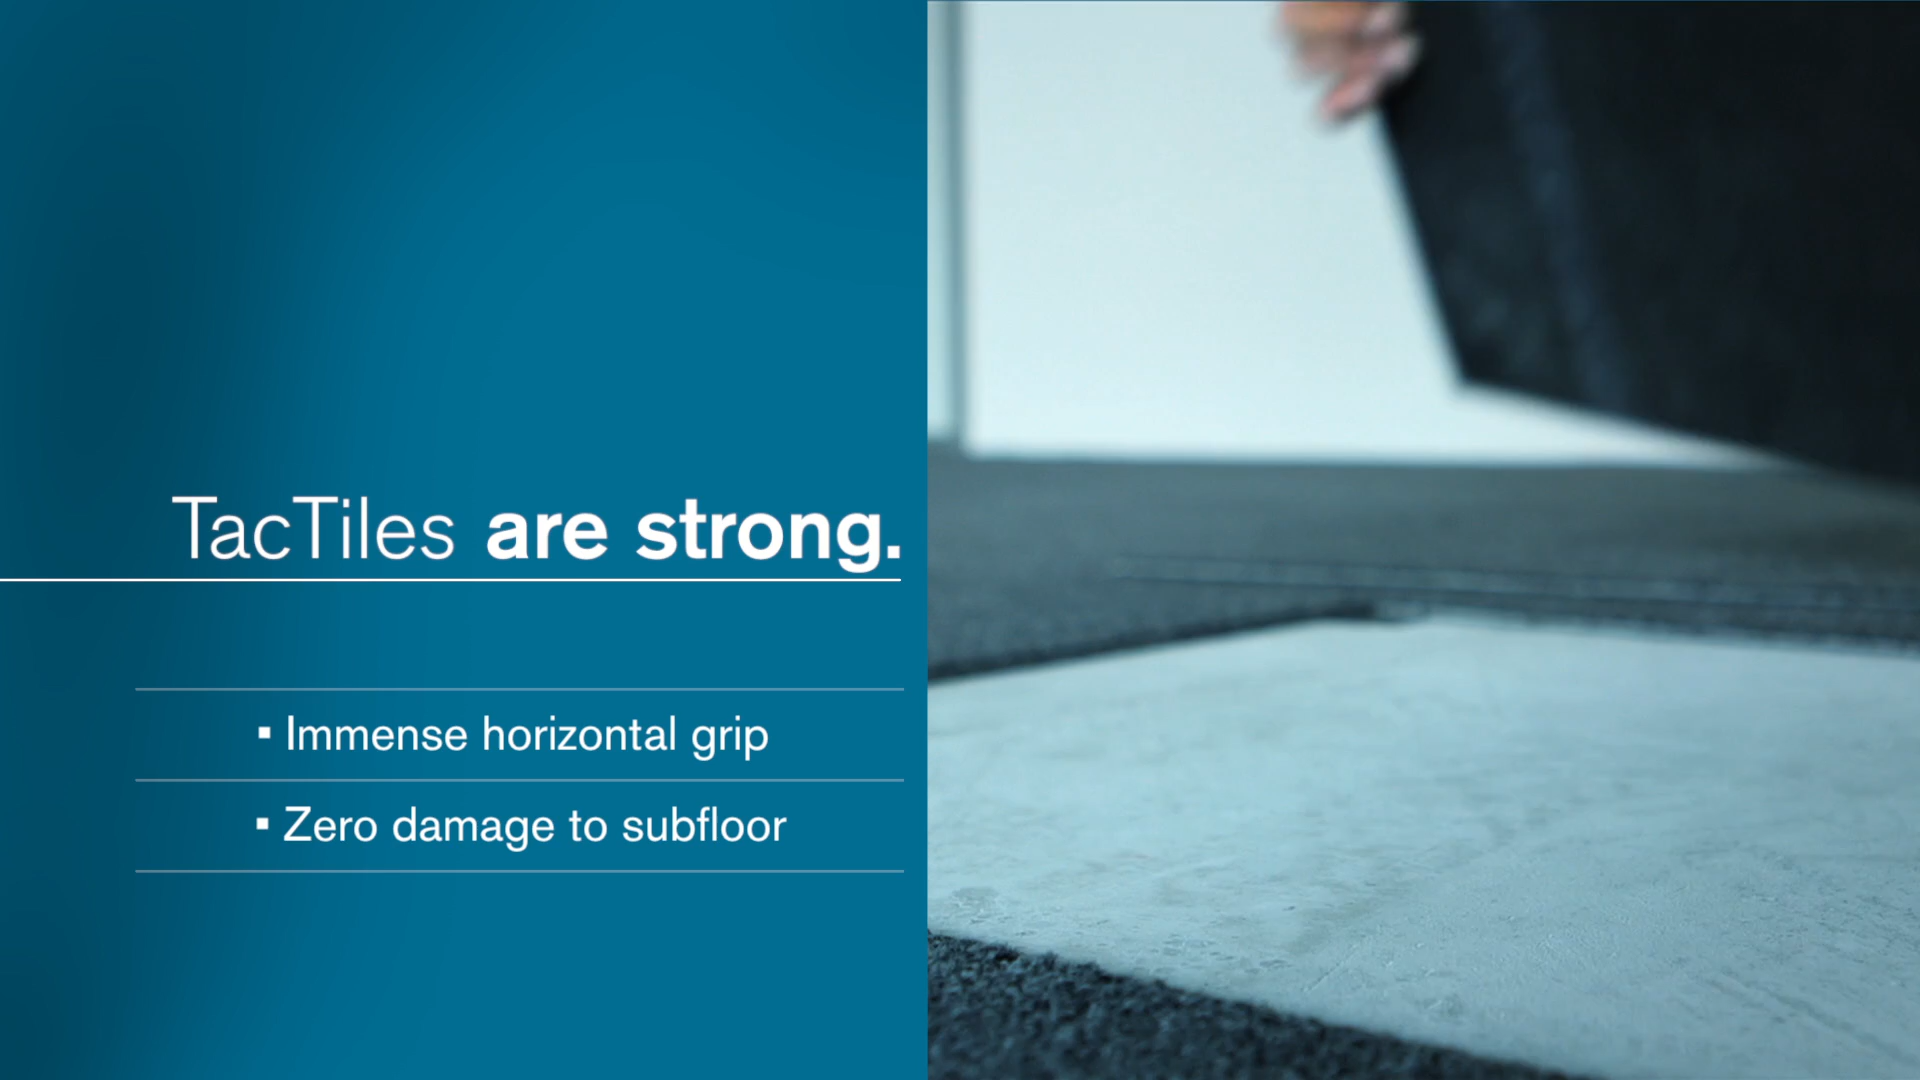 TacTiles are strong.
▪ Immense horizontal grip
▪ Zero damage to subfloor